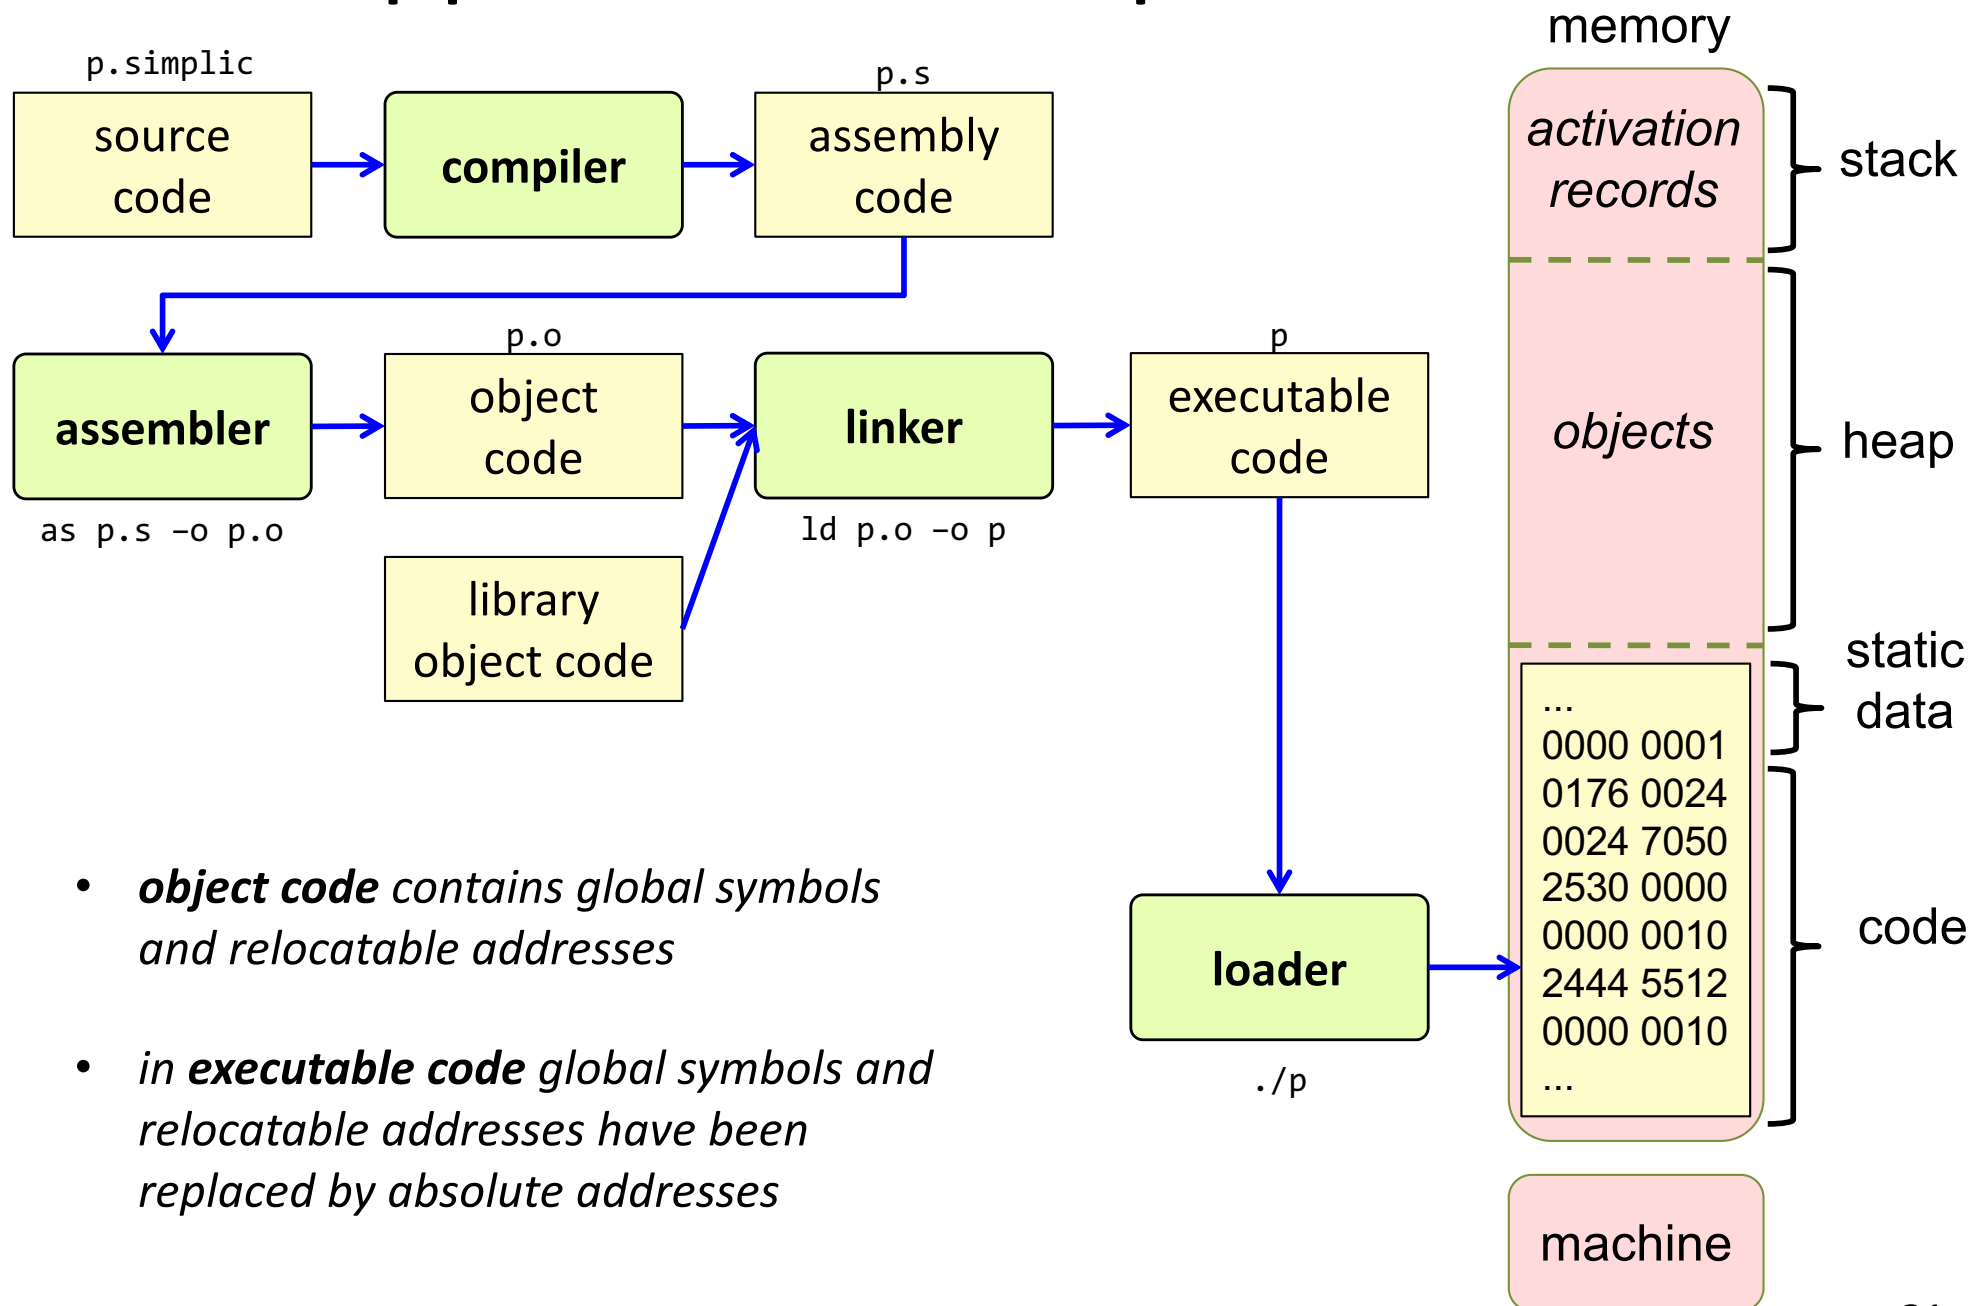 memory
p.simplic
source
code
compiler
p.s
assembly
code
assembler
as p.s −o p.o
p.o
object
code
library
object code
linker
ld p.o −o p
p
executable
code
loader
./p
activation
records
stack
objects
heap
static
data
...
0000 0001
0176 0024
0024 7050
2530 0000
0000 0010
2444 5512
0000 0010
...
code
machine
• object code contains global symbols
and relocatable addresses
• in executable code global symbols and
relocatable addresses have been
replaced by absolute addresses